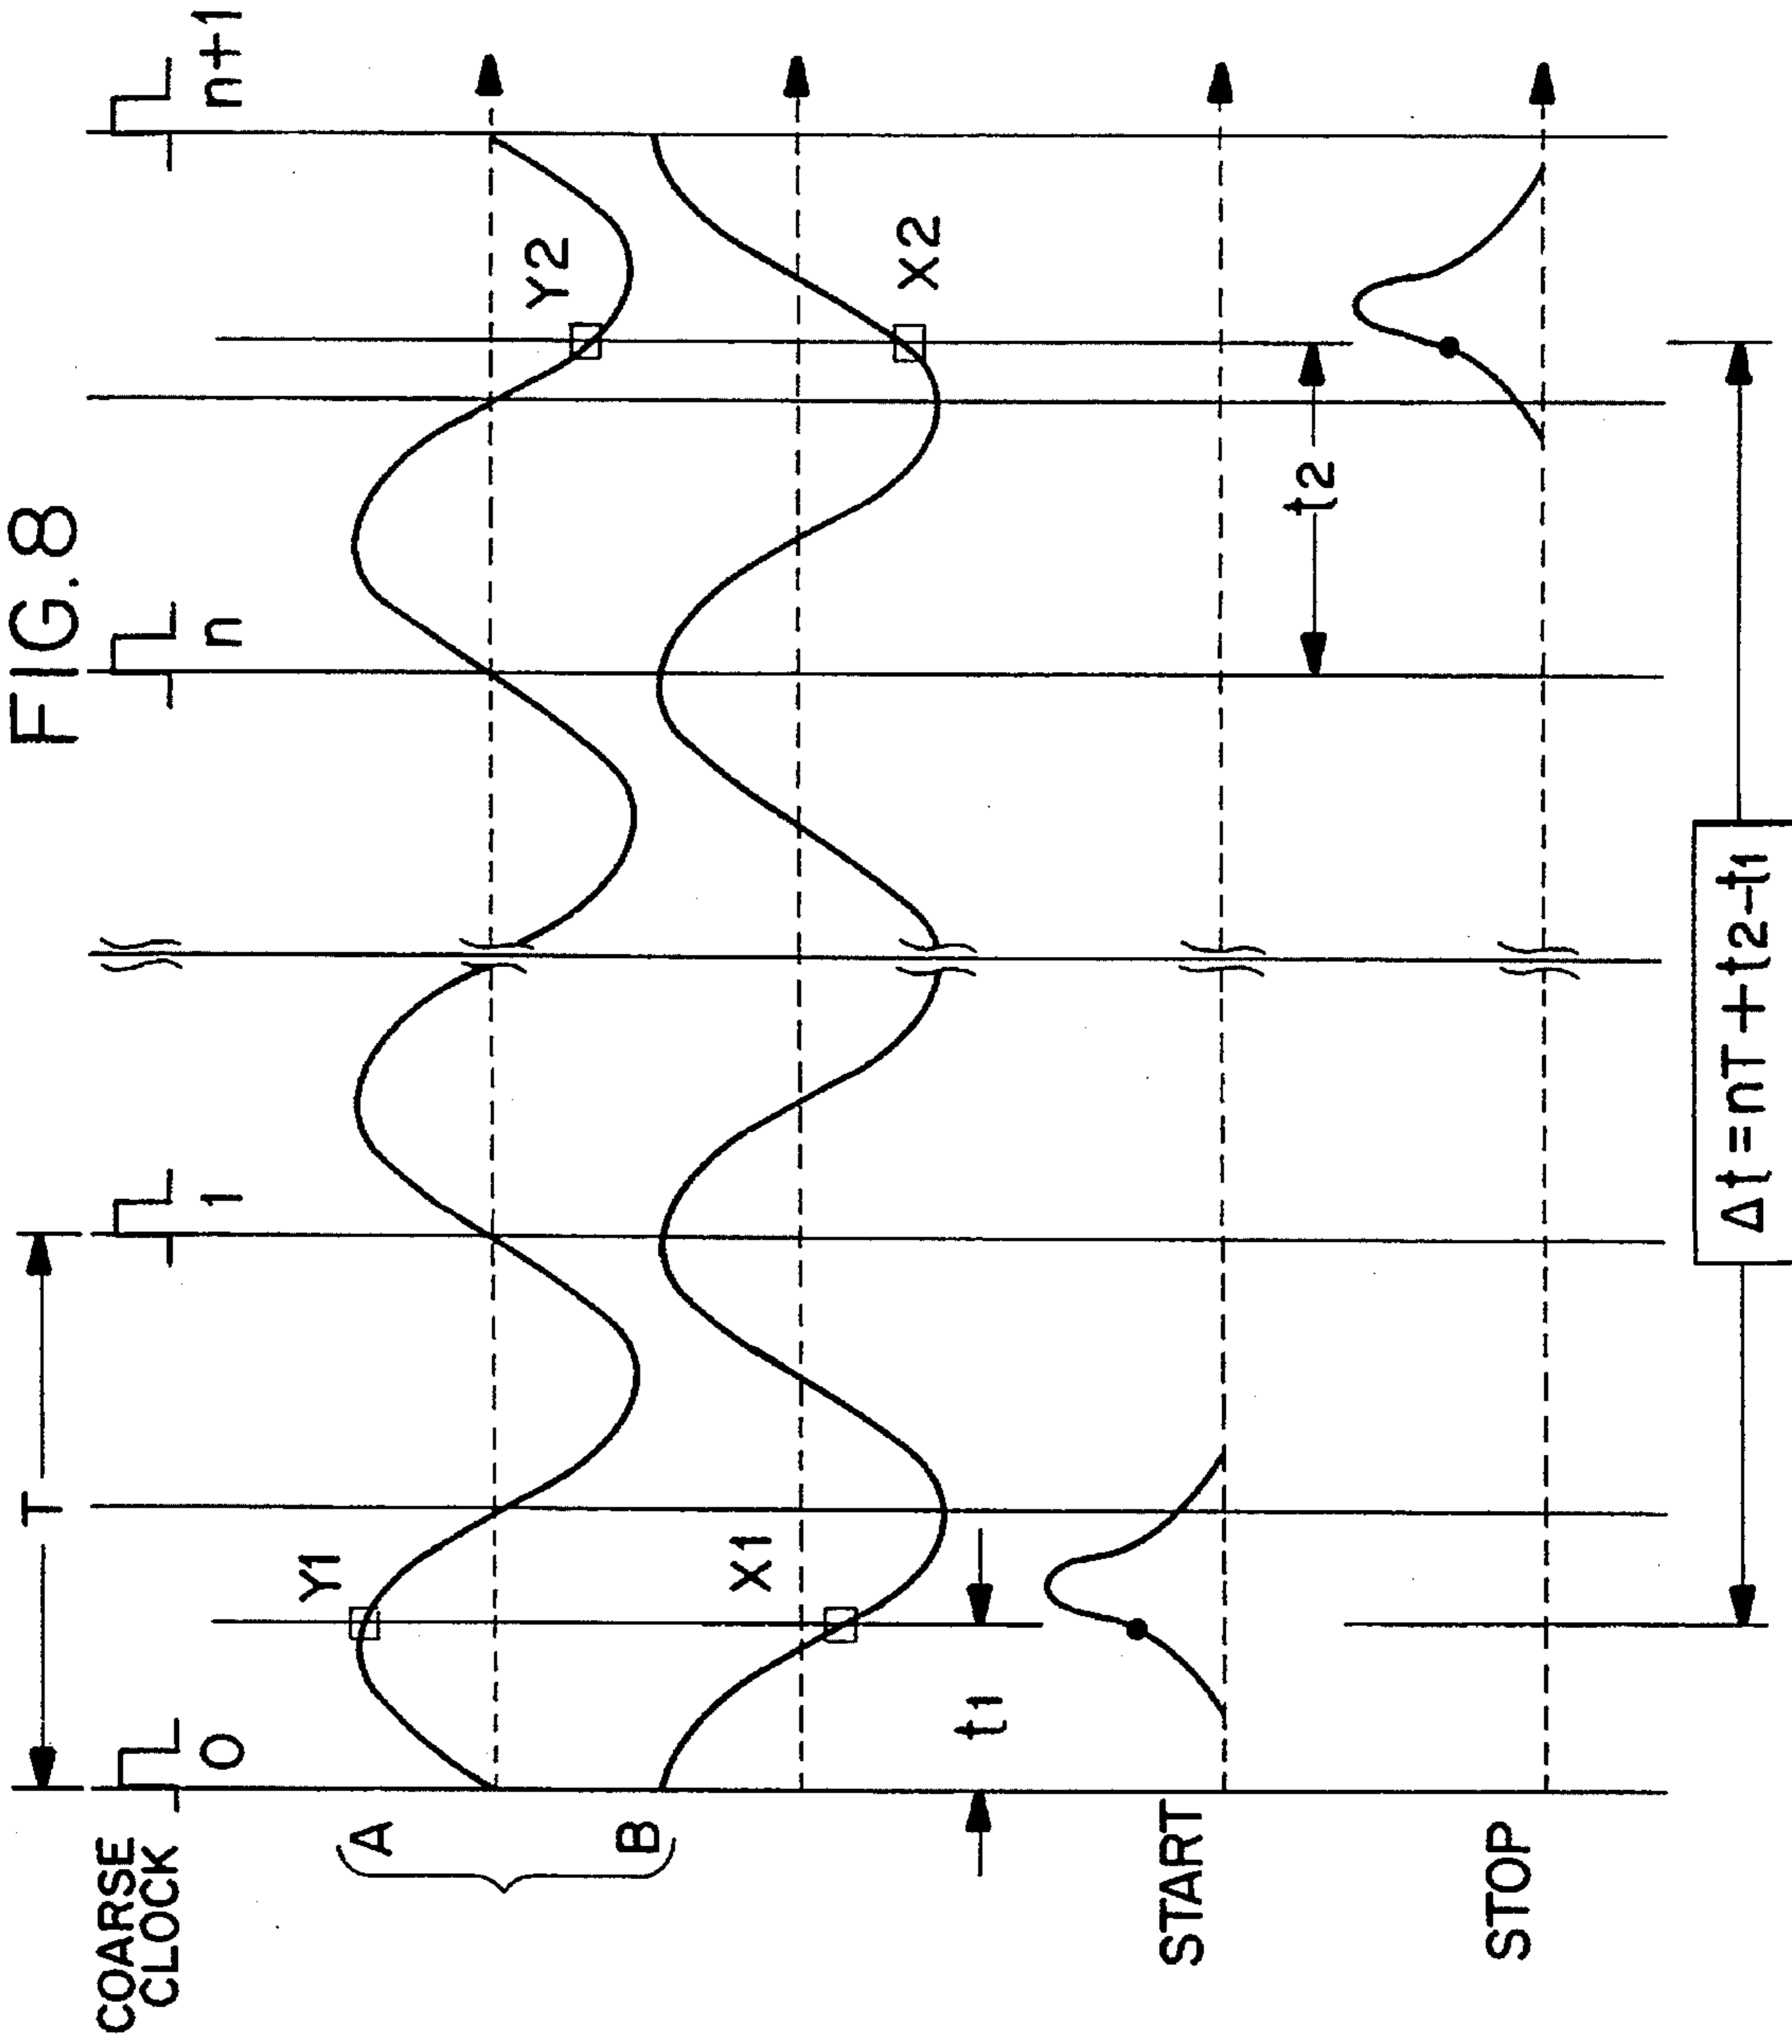 FIG.8
T
COARSE
CLOCK
0
1
n
n+1
A
Y1
Y2
B
X1
X2
t1
t2
START
STOP
Δt=nT+t2-t1